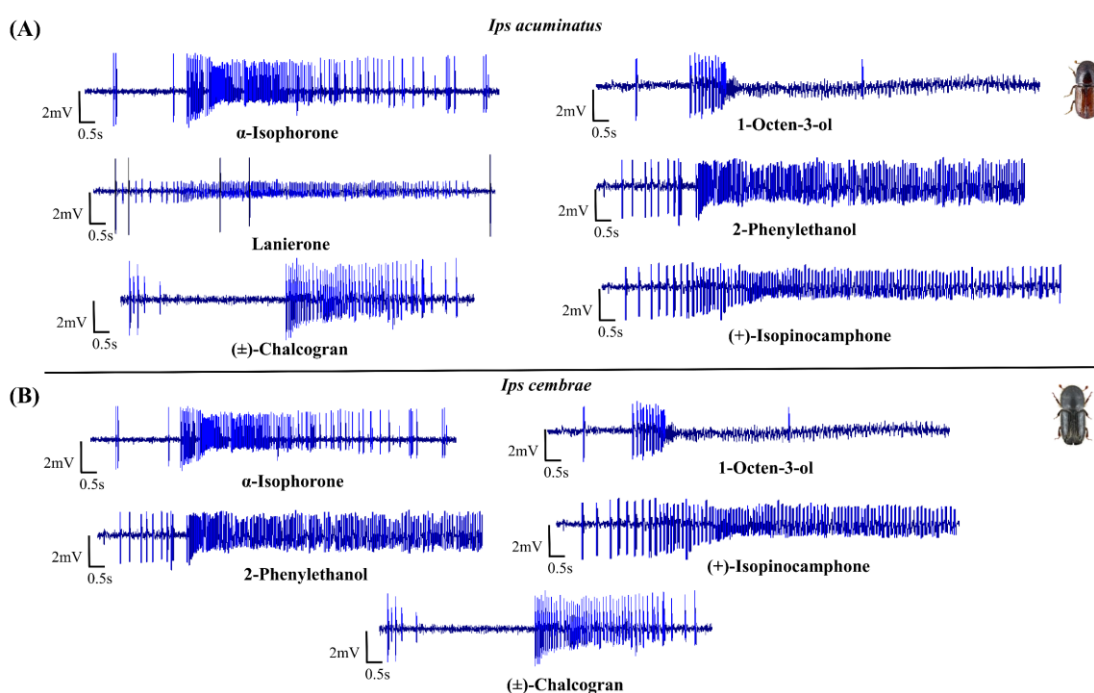 (A)
Ips acuminatus
2mV
0.5s
α-Isophorone
2mV
0.5s
1-Octen-3-ol
2mV
0.5s
Lanierone
2mV
0.5s
2-Phenylethanol
2mV
0.5s
(±)-Chalcogran
2mV
0.5s
(+)-Isopinocamphone
(B)
Ips cembrae
2mV
0.5s
α-Isophorone
2mV
0.5s
1-Octen-3-ol
2mV
0.5s
2-Phenylethanol
2mV
0.5s
(+)-Isopinocamphone
2mV
0.5s
(±)-Chalcogran